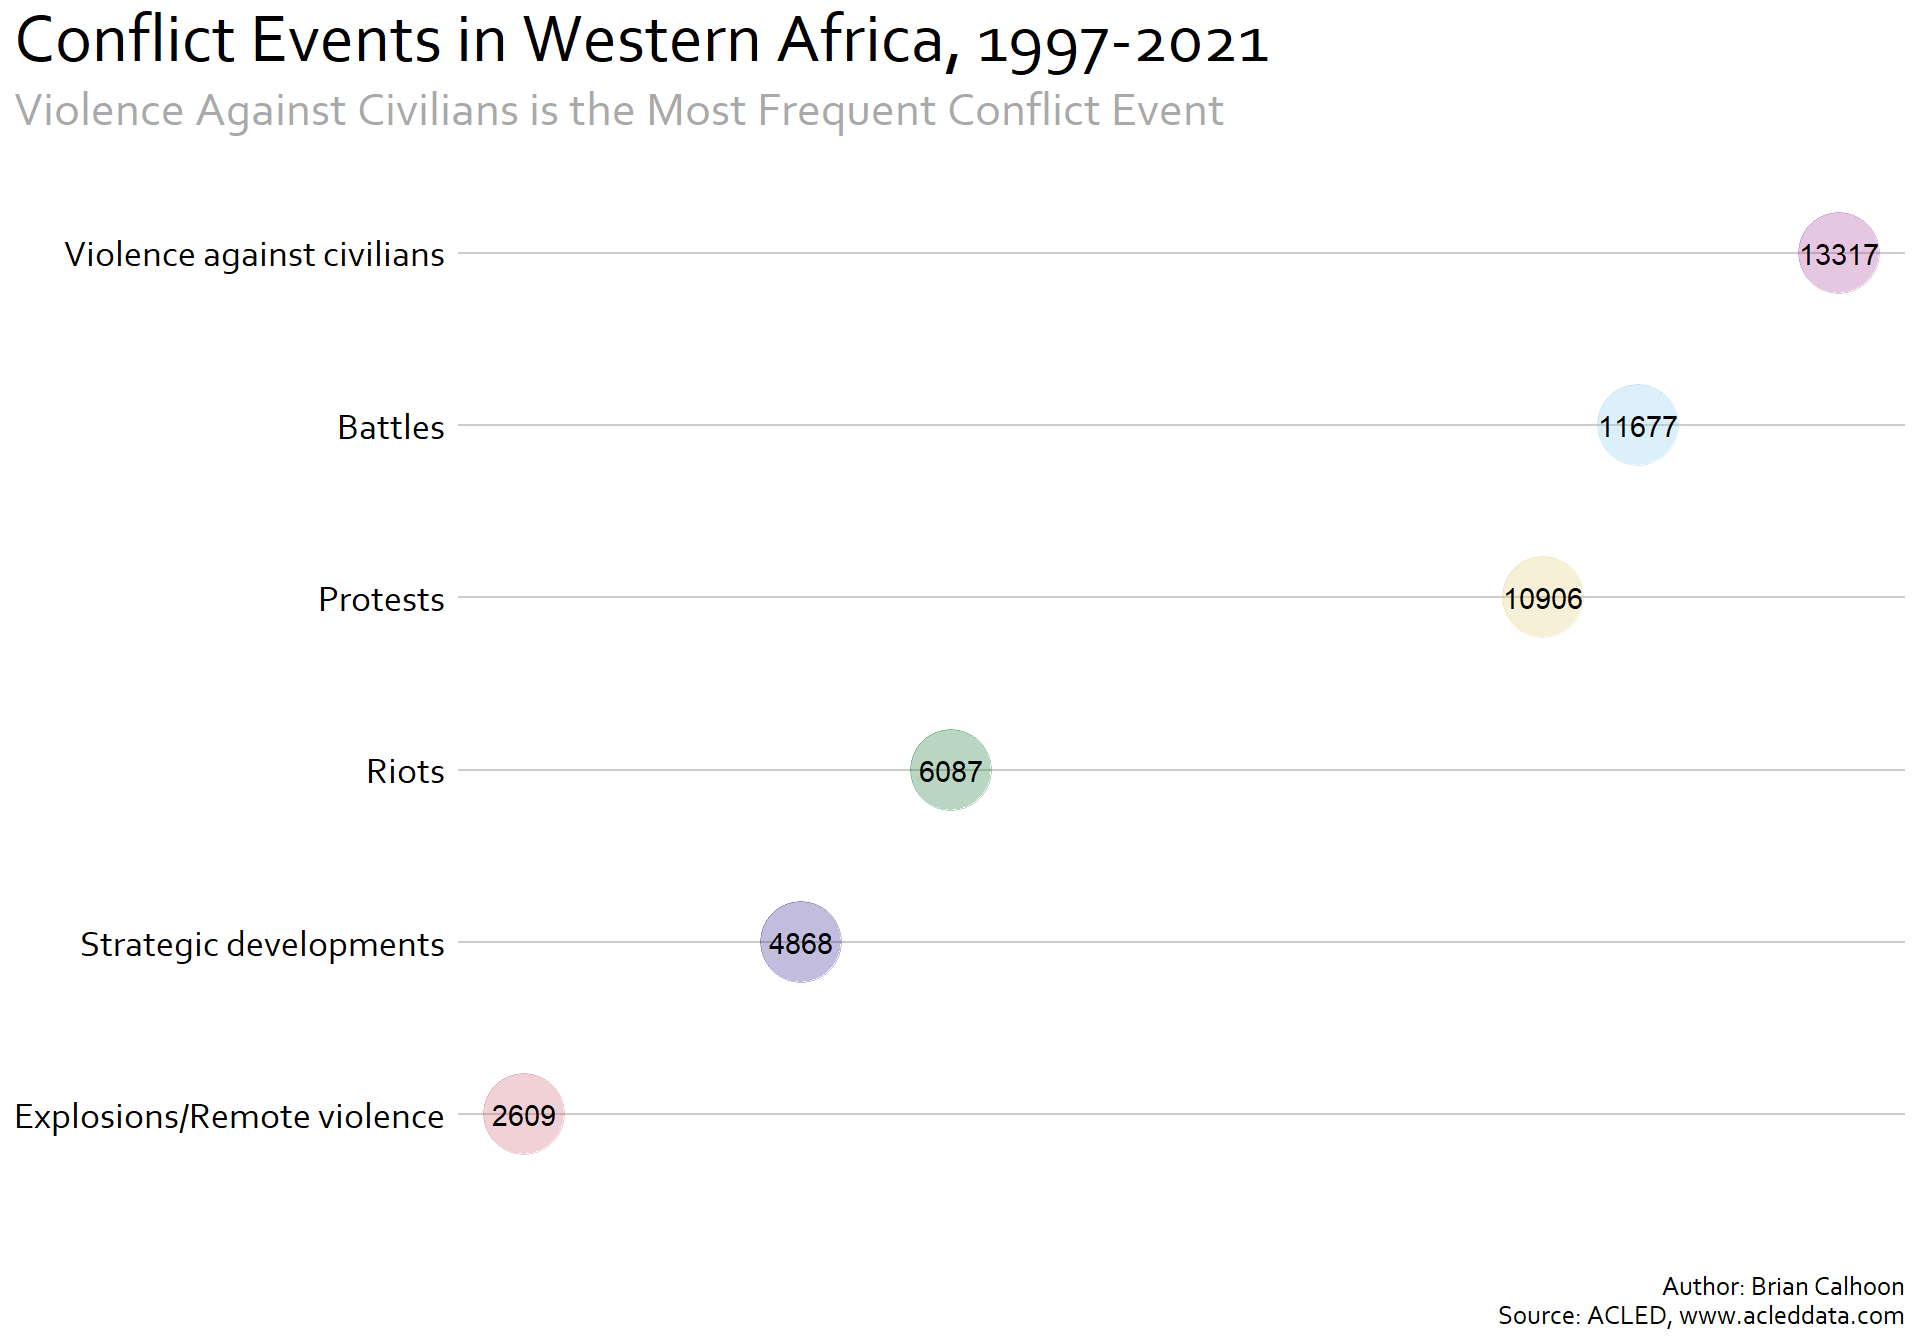 Conflict Events in Western Africa, 1997-2021
Violence Against Civilians is the Most Frequent Conflict Event
Violence against civilians 13317
Battles 11677
Protests 10906
Riots 6087
Strategic developments 4868
Explosions/Remote violence 2609
Author: Brian Calhoon
Source: ACLED, www.acleddata.com